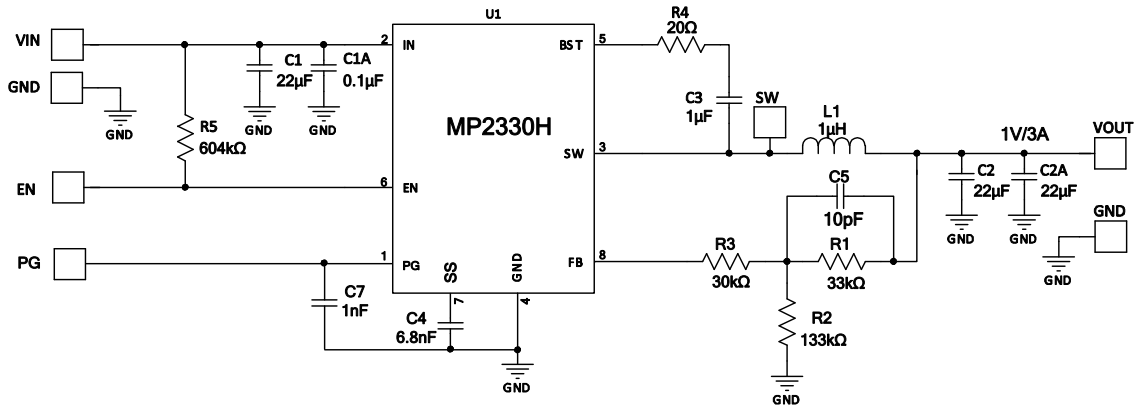 U1
VIN
2
IN
C1
22µF
C1A
0.1µF
GND
GND
GND
GND
R5
604kΩ
EN
6
EN
PG
1
PG
C7
1nF
MP2330H
SS
7
GND
4
C4
6.8nF
GND
BST
5
R4
20Ω
C3
1µF
SW
SW
3
L1
1µH
1V/3A
VOUT
C2
22µF
C2A
22µF
GND
GND
GND
GND
C5
10pF
FB
8
R3
30kΩ
R1
33kΩ
R2
133kΩ
GND